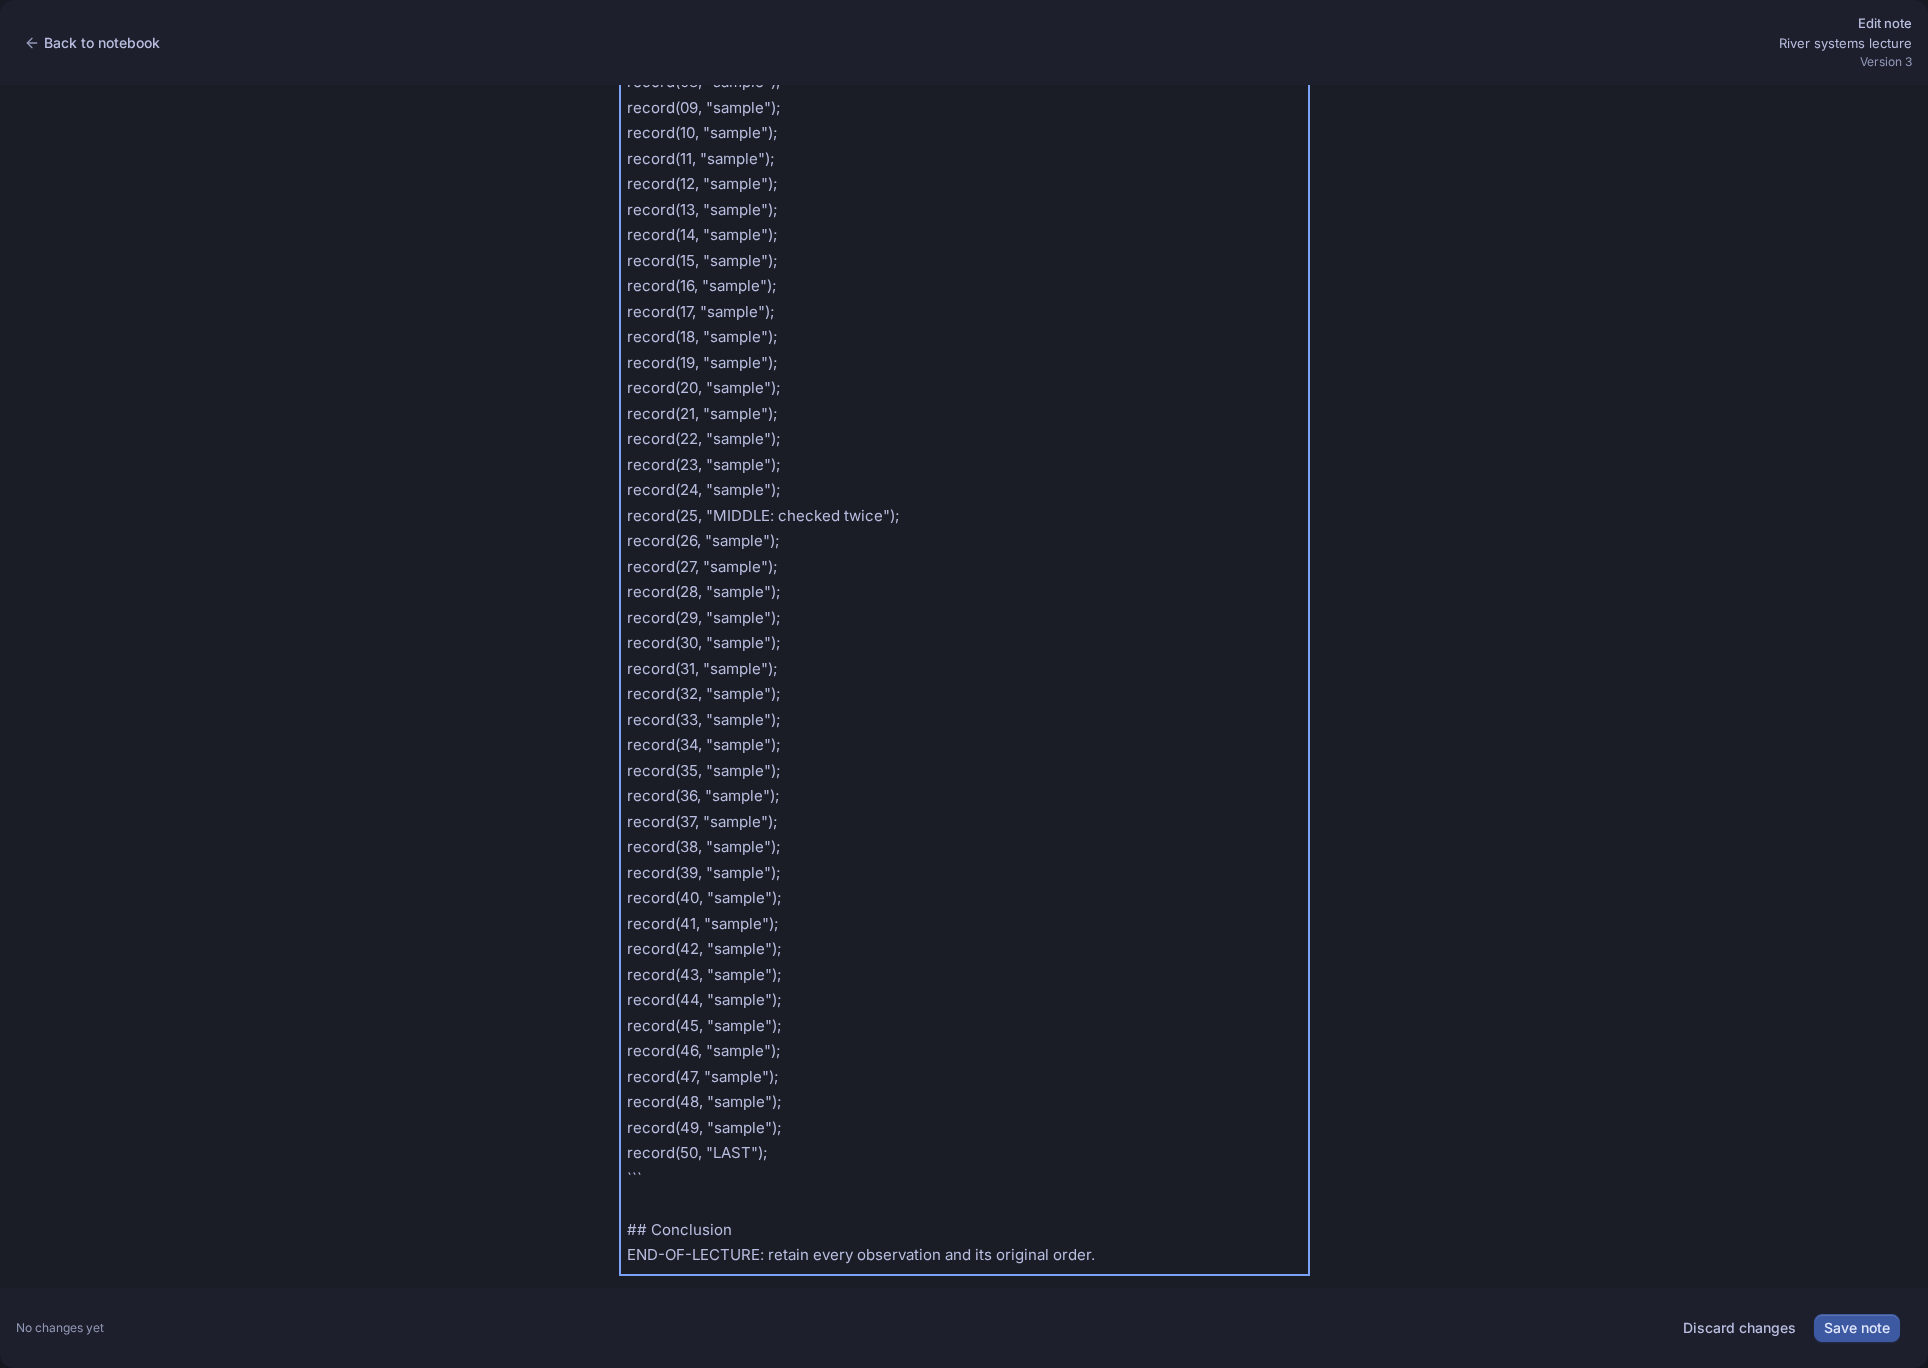 Back to notebook
Edit note
River systems lecture
Version 3
record(09, "sample");
record(10, "sample");
record(11, "sample");
record(12, "sample");
record(13, "sample");
record(14, "sample");
record(15, "sample");
record(16, "sample");
record(17, "sample");
record(18, "sample");
record(19, "sample");
record(20, "sample");
record(21, "sample");
record(22, "sample");
record(23, "sample");
record(24, "sample");
record(25, "MIDDLE: checked twice");
record(26, "sample");
record(27, "sample");
record(28, "sample");
record(29, "sample");
record(30, "sample");
record(31, "sample");
record(32, "sample");
record(33, "sample");
record(34, "sample");
record(35, "sample");
record(36, "sample");
record(37, "sample");
record(38, "sample");
record(39, "sample");
record(40, "sample");
record(41, "sample");
record(42, "sample");
record(43, "sample");
record(44, "sample");
record(45, "sample");
record(46, "sample");
record(47, "sample");
record(48, "sample");
record(49, "sample");
record(50, "LAST");
```
## Conclusion
END-OF-LECTURE: retain every observation and its original order.
No changes yet
Discard changes
Save note